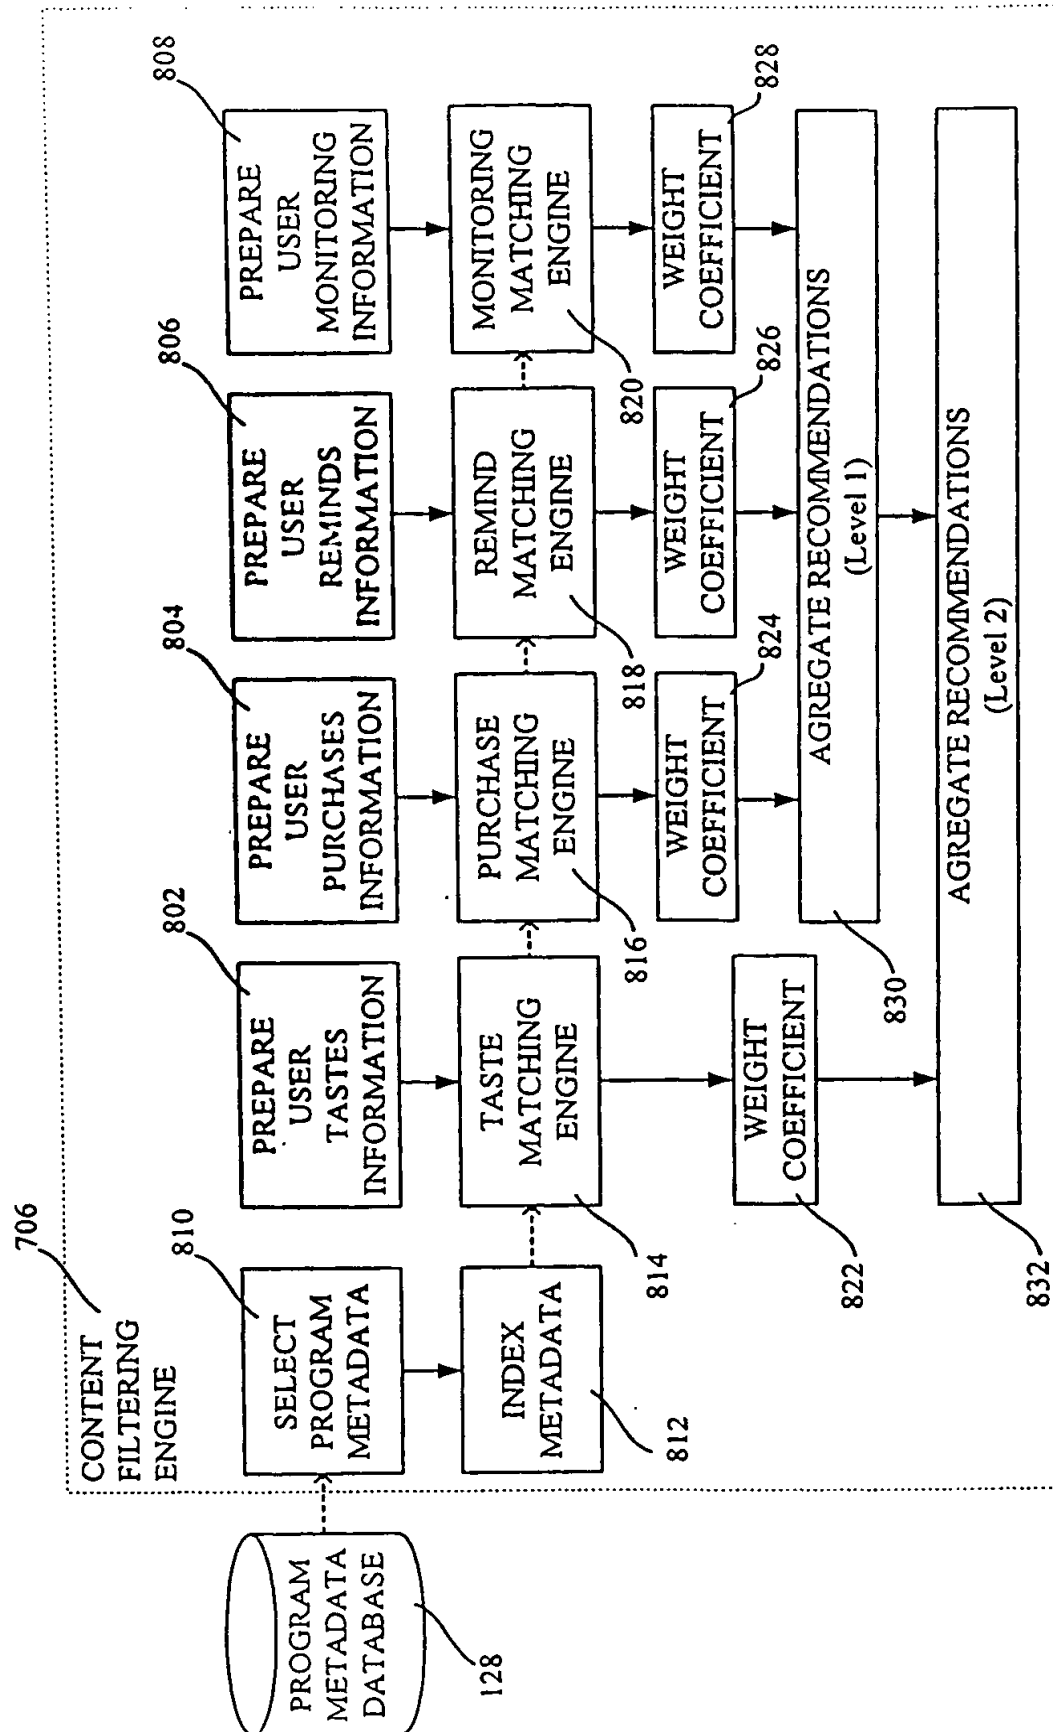 706
CONTENT
FILTERING
ENGINE
PROGRAM
METADATA
DATABASE
128
810
SELECT
PROGRAM
METADATA
802
PREPARE
USER
TASTES
INFORMATION
804
PREPARE
USER
PURCHASES
INFORMATION
806
PREPARE
USER
REMINDS
INFORMATION
808
PREPARE
USER
MONITORING
INFORMATION
INDEX
METADATA
812
TASTE
MATCHING
ENGINE
814
PURCHASE
MATCHING
ENGINE
816
REMIND
MATCHING
ENGINE
818
MONITORING
MATCHING
ENGINE
820
WEIGHT
COEFFICIENT
822
WEIGHT
COEFFICIENT
824
WEIGHT
COEFFICIENT
826
WEIGHT
COEFFICIENT
828
AGREGATE RECOMMENDATIONS
(Level 1)
830
AGREGATE RECOMMENDATIONS
(Level 2)
832